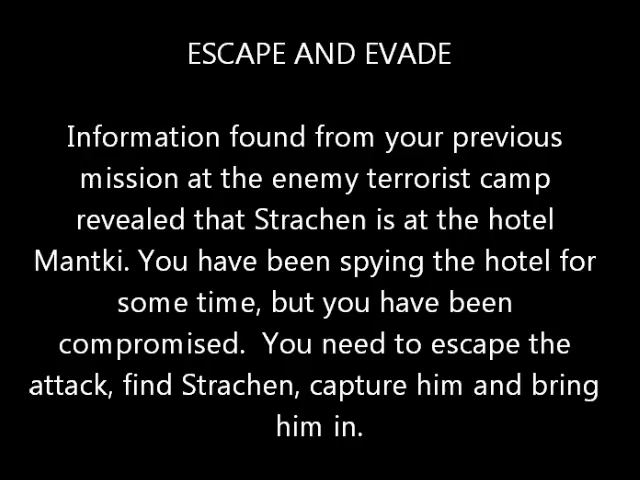 ESCAPE AND EVADE
Information found from your previous
mission at the enemy terrorist camp
revealed that Strachen is at the hotel
Mantki. You have been spying the hotel for
some time, but you have been
compromised.  You need to escape the
attack, find Strachen, capture him and bring
him in.